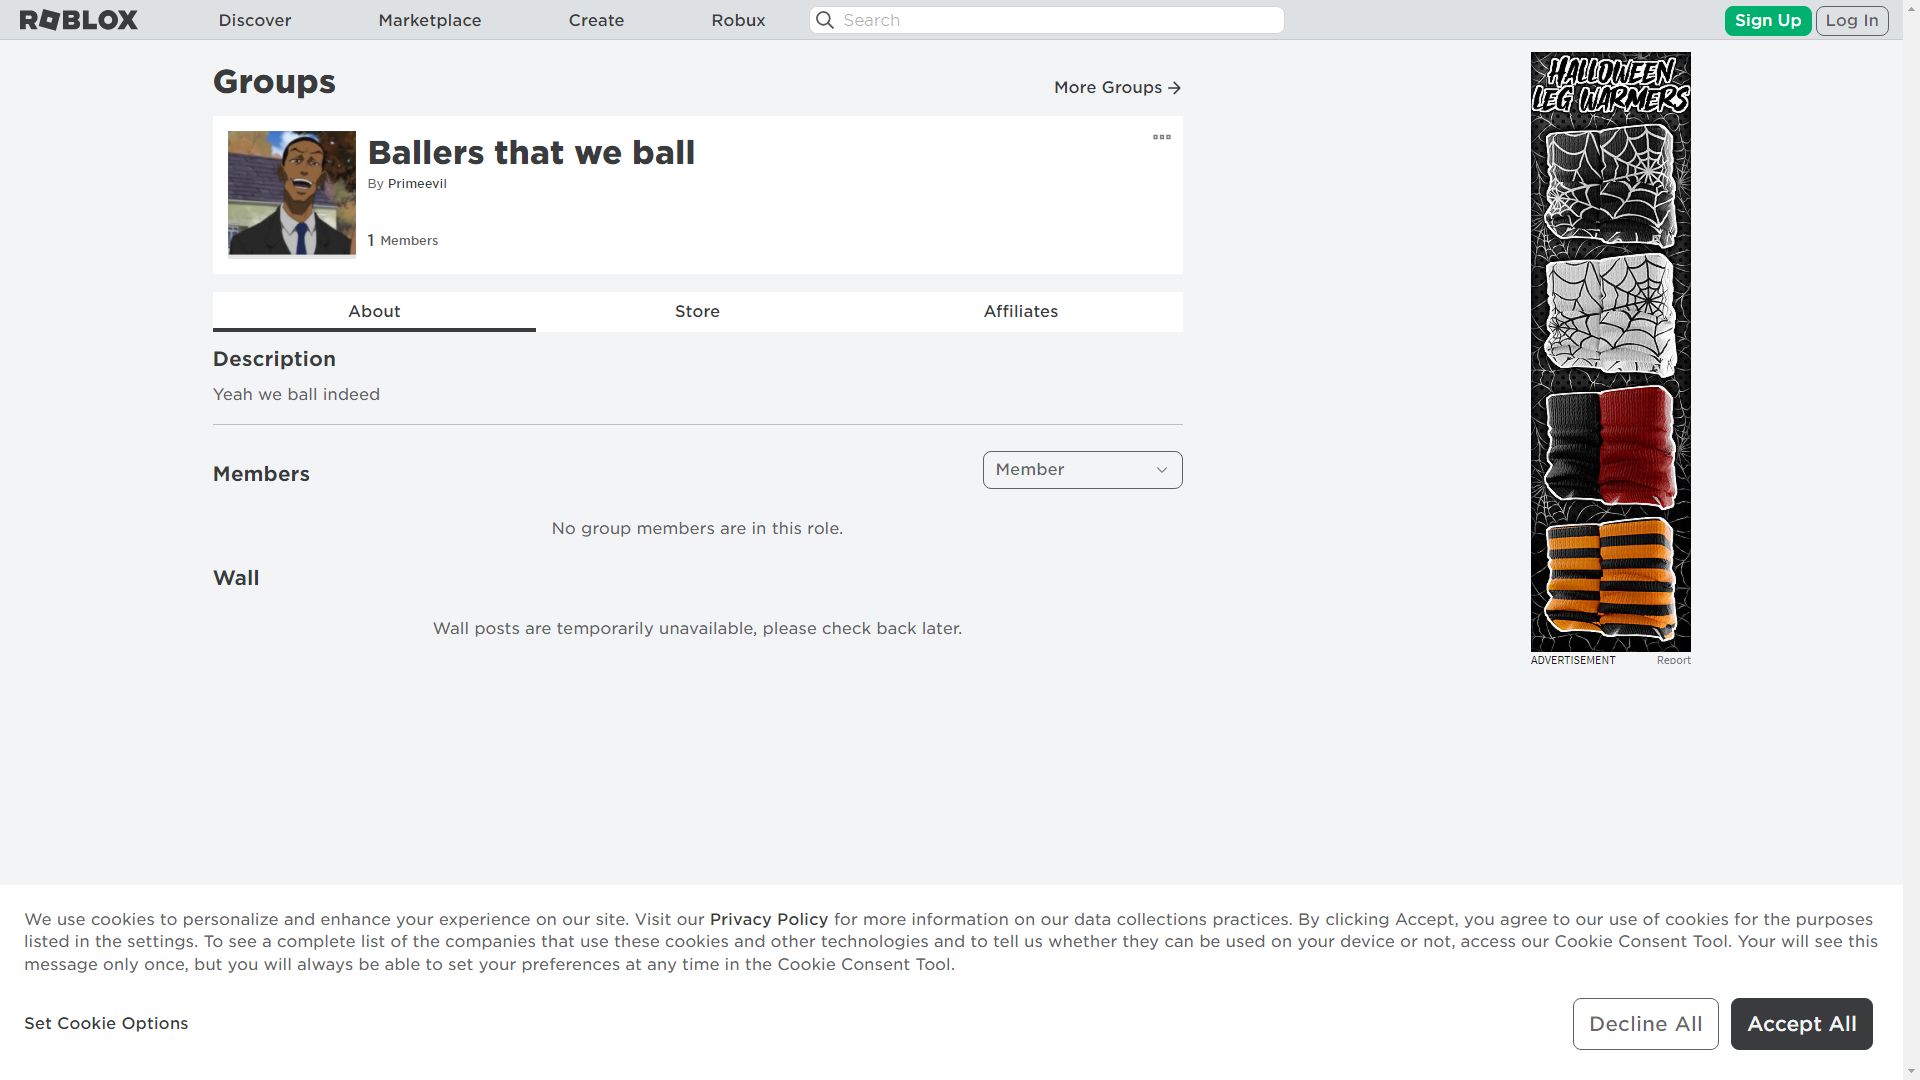 ROBLOX
Discover
Marketplace
Create
Robux
Search
Sign Up
Log In
Groups
More Groups
Ballers that we ball
By Primeevil
1 Members
About
Store
Affiliates
Description
Yeah we ball indeed
Members
Member
No group members are in this role.
Wall
Wall posts are temporarily unavailable, please check back later.
HALLOWEEN
LEG WARMERS
ADVERTISEMENT
Report
We use cookies to personalize and enhance your experience on our site. Visit our Privacy Policy for more information on our data collections practices. By clicking Accept, you agree to our use of cookies for the purposes
listed in the settings. To see a complete list of the companies that use these cookies and other technologies and to tell us whether they can be used on your device or not, access our Cookie Consent Tool. Your will see this
message only once, but you will always be able to set your preferences at any time in the Cookie Consent Tool.
Set Cookie Options
Decline All
Accept All